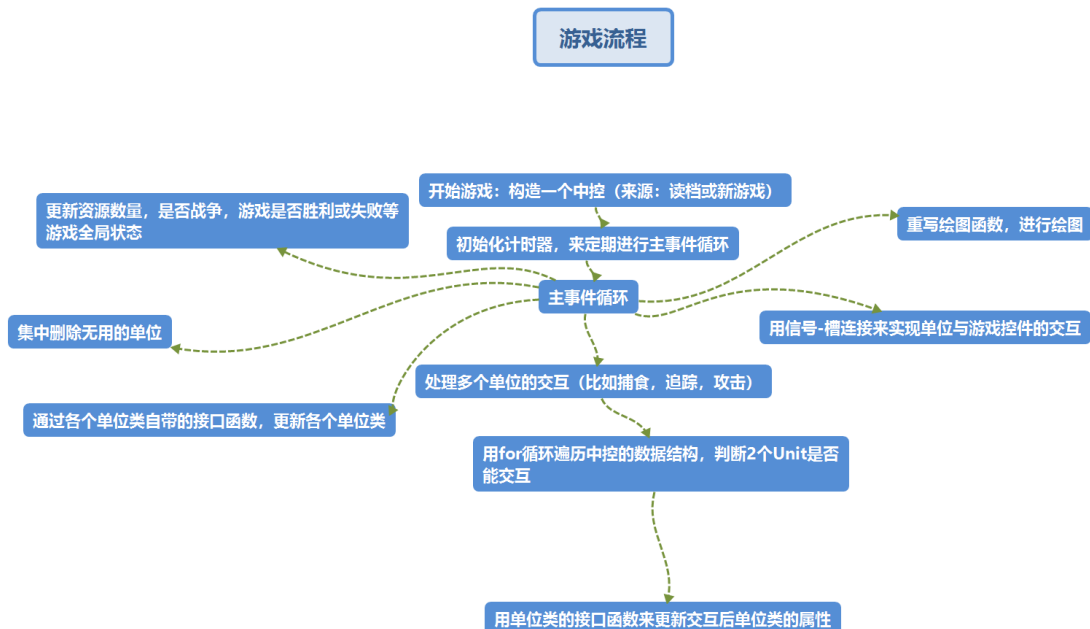 游戏流程
开始游戏：构造一个中控（来源：读档或新游戏）
更新资源数量，是否战争，游戏是否胜利或失败等
游戏全局状态
重写绘图函数，进行绘图
初始化计时器，来定期进行主事件循环
主事件循环
集中删除无用的单位
用信号-槽连接来实现单位与游戏控件的交互
处理多个单位的交互（比如捕食，追踪，攻击）
通过各个单位类自带的接口函数，更新各个单位类
用for循环遍历中控的数据结构，判断2个Unit是否
能交互
用单位类的接口函数来更新交互后单位类的属性